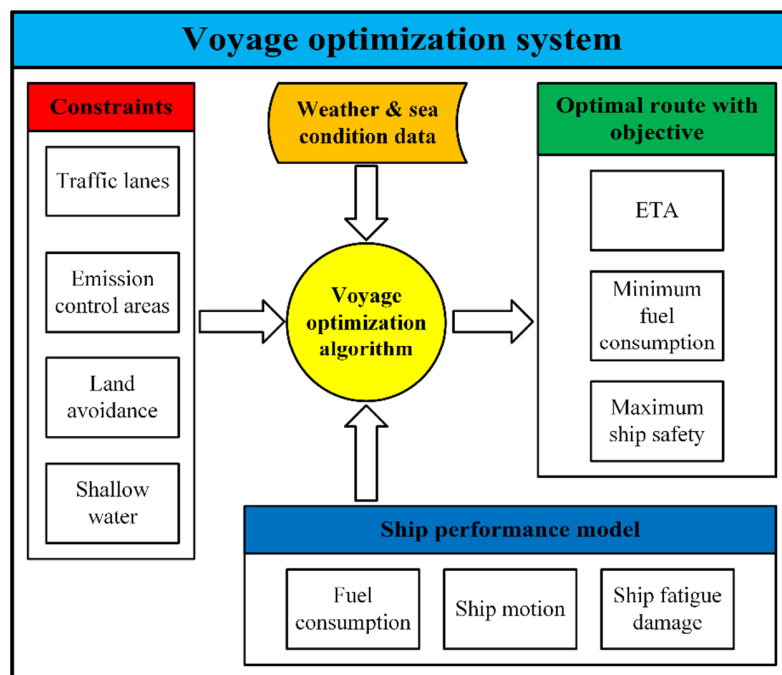 Voyage optimization system
Constraints
Traffic lanes
Emission
control areas
Land
avoidance
Shallow
water
Weather & sea
condition data
Voyage
optimization
algorithm
Optimal route with
objective
ETA
Minimum
fuel
consumption
Maximum
ship safety
Ship performance model
Fuel
consumption
Ship motion
Ship fatigue
damage